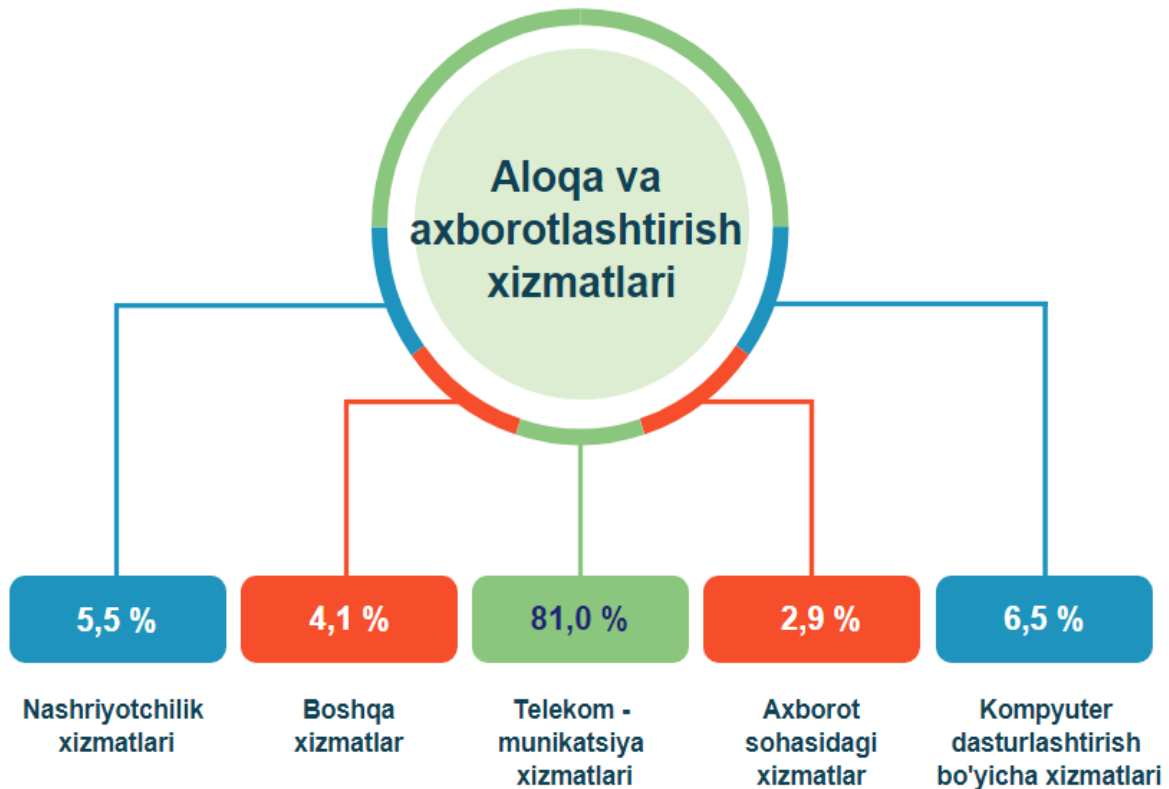 Aloqa va
axborotlashtirish
xizmatlari
5,5 %
4,1 %
81,0 %
2,9 %
6,5 %
Nashriyotchilik
xizmatlari
Boshqa
xizmatlar
Telekom -
munikatsiya
xizmatlari
Axborot
sohasidagi
xizmatlar
Kompyuter
dasturlashtirish
bo'yicha xizmatlari